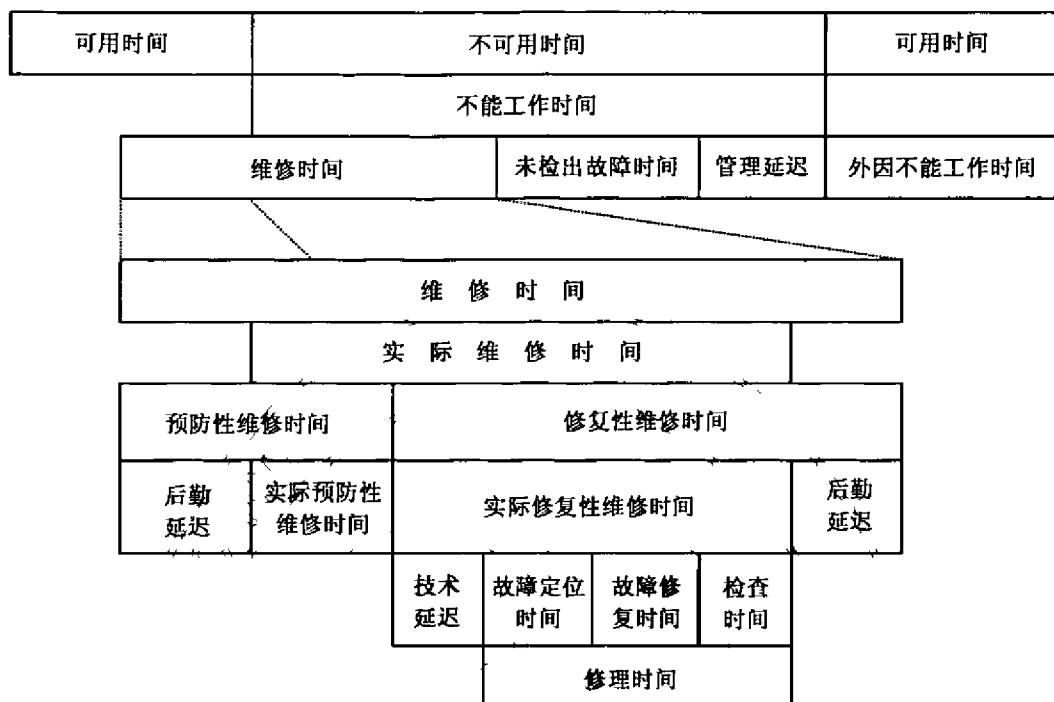 可用时间 不可用时间 可用时间
不能工作时间
维修时间 未检出故障时间 管理延迟 外因不能工作时间
维修时间
实际维修时间
预防性维修时间 修复性维修时间
后勤 实际预防性 实际修复性维修时间 后勤
延迟 维修时间 延迟
技术 故障定位 故障修 检查
延迟 时间 复时间 时间
修理时间